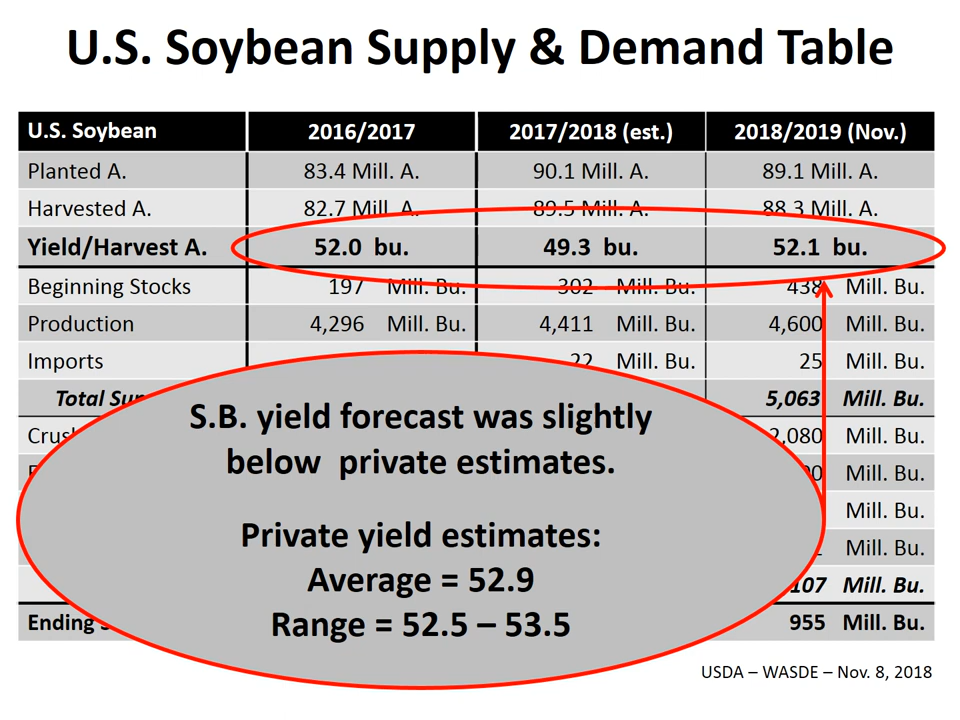 U.S. Soybean Supply & Demand Table
U.S. Soybean 2016/2017 2017/2018 (est.) 2018/2019 (Nov.)
Planted A. 83.4 Mill. A. 90.1 Mill. A. 89.1 Mill. A.
Harvested A. 82.7 Mill. A. 89.5 Mill. A. 88.3 Mill. A.
Yield/Harvest A. 52.0 bu. 49.3 bu. 52.1 bu.
Beginning Stocks 197 Mill. Bu. 302 Mill. Bu. 438 Mill. Bu.
Production 4,296 Mill. Bu. 4,411 Mill. Bu. 4,600 Mill. Bu.
Imports 22 Mill. Bu. 25 Mill. Bu.
Total 5,063 Mill. Bu.
2,080 Mill. Bu.
Mill. Bu.
Mill. Bu.
Mill. Bu.
107 Mill. Bu.
Ending 955 Mill. Bu.
S.B. yield forecast was slightly
below private estimates.
Private yield estimates:
Average = 52.9
Range = 52.5 – 53.5
USDA – WASDE – Nov. 8, 2018